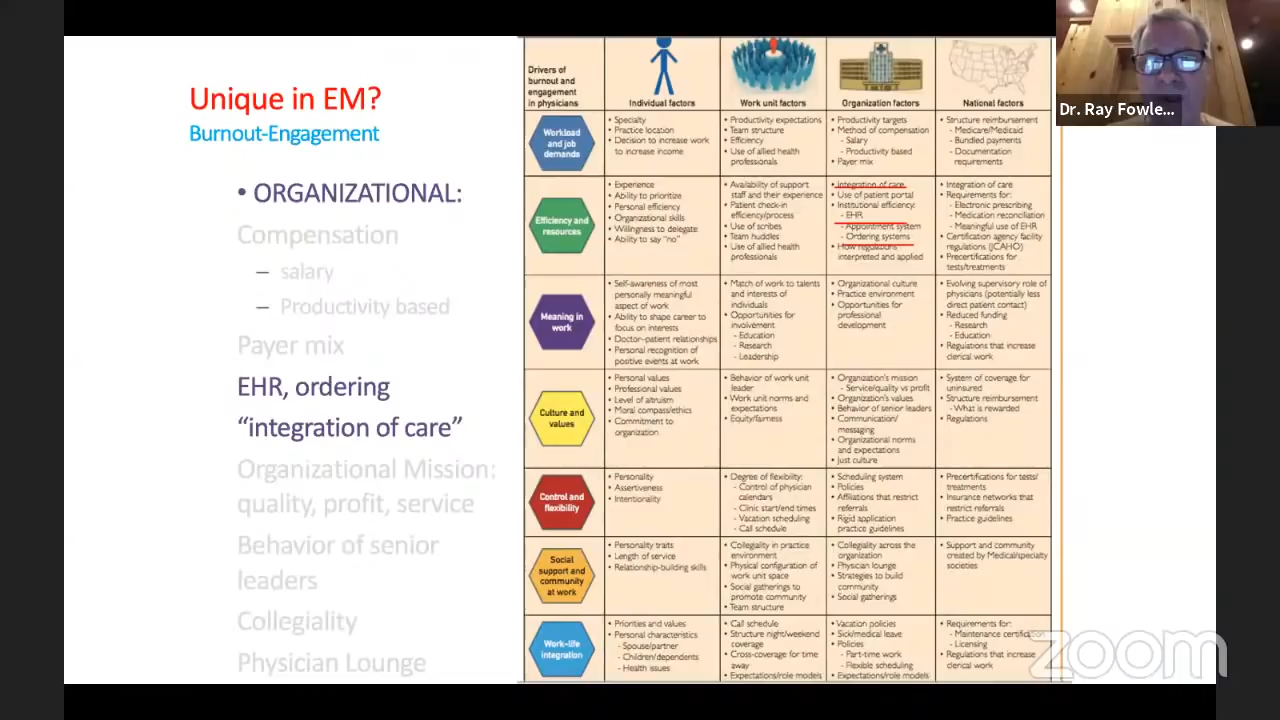 Unique in EM?
Burnout-Engagement
• ORGANIZATIONAL:
Compensation
– salary
– Productivity based
Payer mix
EHR, ordering
“integration of care”
Organizational Mission:
quality, profit, service
Behavior of senior
leaders
Collegiality
Physician Lounge
Drivers of
burnout and
engagement
in physicians
Individual factors
Work unit factors
Organization factors
National factors
Workload
and job
demands
• Specialty
• Practice location
• Decision to increase work
to increase income
• Productivity expectations
• Team structure
• Efficiency
• Use of allied health
professionals
• Productivity targets
• Method of compensation
- Salary
- Productivity based
• Payer mix
• Structure reimbursement
- Medicare/Medicaid
- Bundled payments
- Documentation
requirements
Efficiency and
resources
• Experience
• Ability to prioritize
• Personal efficiency
• Organizational skills
• Willingness to delegate
• Ability to say "no"
• Availability of support
staff and their experience
• Patient check-in
efficiency/process
• Use of scribes
• Team huddles
• Use of allied health
professionals
• Integration of care
• Use of patient portal
• Institutional efficiency:
- EHR
- Appointment system
- Ordering systems
• How regulations
interpreted and applied
• Integration of care
• Requirements for:
- Electronic prescribing
- Medication reconciliation
- Meaningful use of EHR
• Certification agency facility
regulations (JCAHO)
• Precertifications for
tests/treatments
Meaning in
work
• Self-awareness of most
personally meaningful
aspect of work
• Ability to shape career to
focus on interests
• Doctor-patient relationships
• Personal recognition of
positive events at work
• Match of work to talents
and interests of
individuals
• Opportunities for
involvement
- Education
- Research
- Leadership
• Organizational culture
• Practice environment
• Opportunities for
professional
development
• Evolving supervisory role of
physicians (potentially less
direct patient contact)
• Reduced funding
- Research
- Education
• Regulations that increase
clerical work
Culture and
values
• Personal values
• Professional values
• Level of altruism
• Moral compass/ethics
• Commitment to
organization
• Behavior of work unit
leader
• Work unit norms and
expectations
• Equity/fairness
• Organization's mission
- Service/quality vs profit
• Organization's values
• Behavior of senior leaders
• Communication/
messaging
• Organizational norms
and expectations
• Just culture
• System of coverage for
uninsured
• Structure reimbursement
- What is rewarded
• Regulations
Control and
flexibility
• Personality
• Assertiveness
• Intentionality
• Degree of flexibility:
- Control of physician
calendars
- Clinic start/end times
- Vacation scheduling
- Call schedule
• Scheduling system
• Policies
• Affiliations that restrict
referrals
• Rigid application
practice guidelines
• Precertifications for tests/
treatments
• Insurance networks that
restrict referrals
• Practice guidelines
Social
support and
community
at work
• Personality traits
• Length of service
• Relationship-building skills
• Collegiality in practice
environment
• Physical configuration of
work unit space
• Social gatherings to
promote community
• Team structure
• Collegiality across the
organization
• Physician lounge
• Strategies to build
community
• Social gatherings
• Support and community
created by Medical/specialty
societies
Work-life
integration
• Priorities and values
• Personal characteristics
- Spouse/partner
- Children/dependents
- Health issues
• Call schedule
• Structure night/weekend
coverage
• Cross-coverage for time
away
• Expectations/role models
• Vacation policies
• Sick/medical leave
• Policies
- Part-time work
- Flexible scheduling
• Expectations/role models
• Requirements for:
- Maintenance certification
- Licensing
• Regulations that increase
clerical work
Dr. Ray Fowle...
zoom